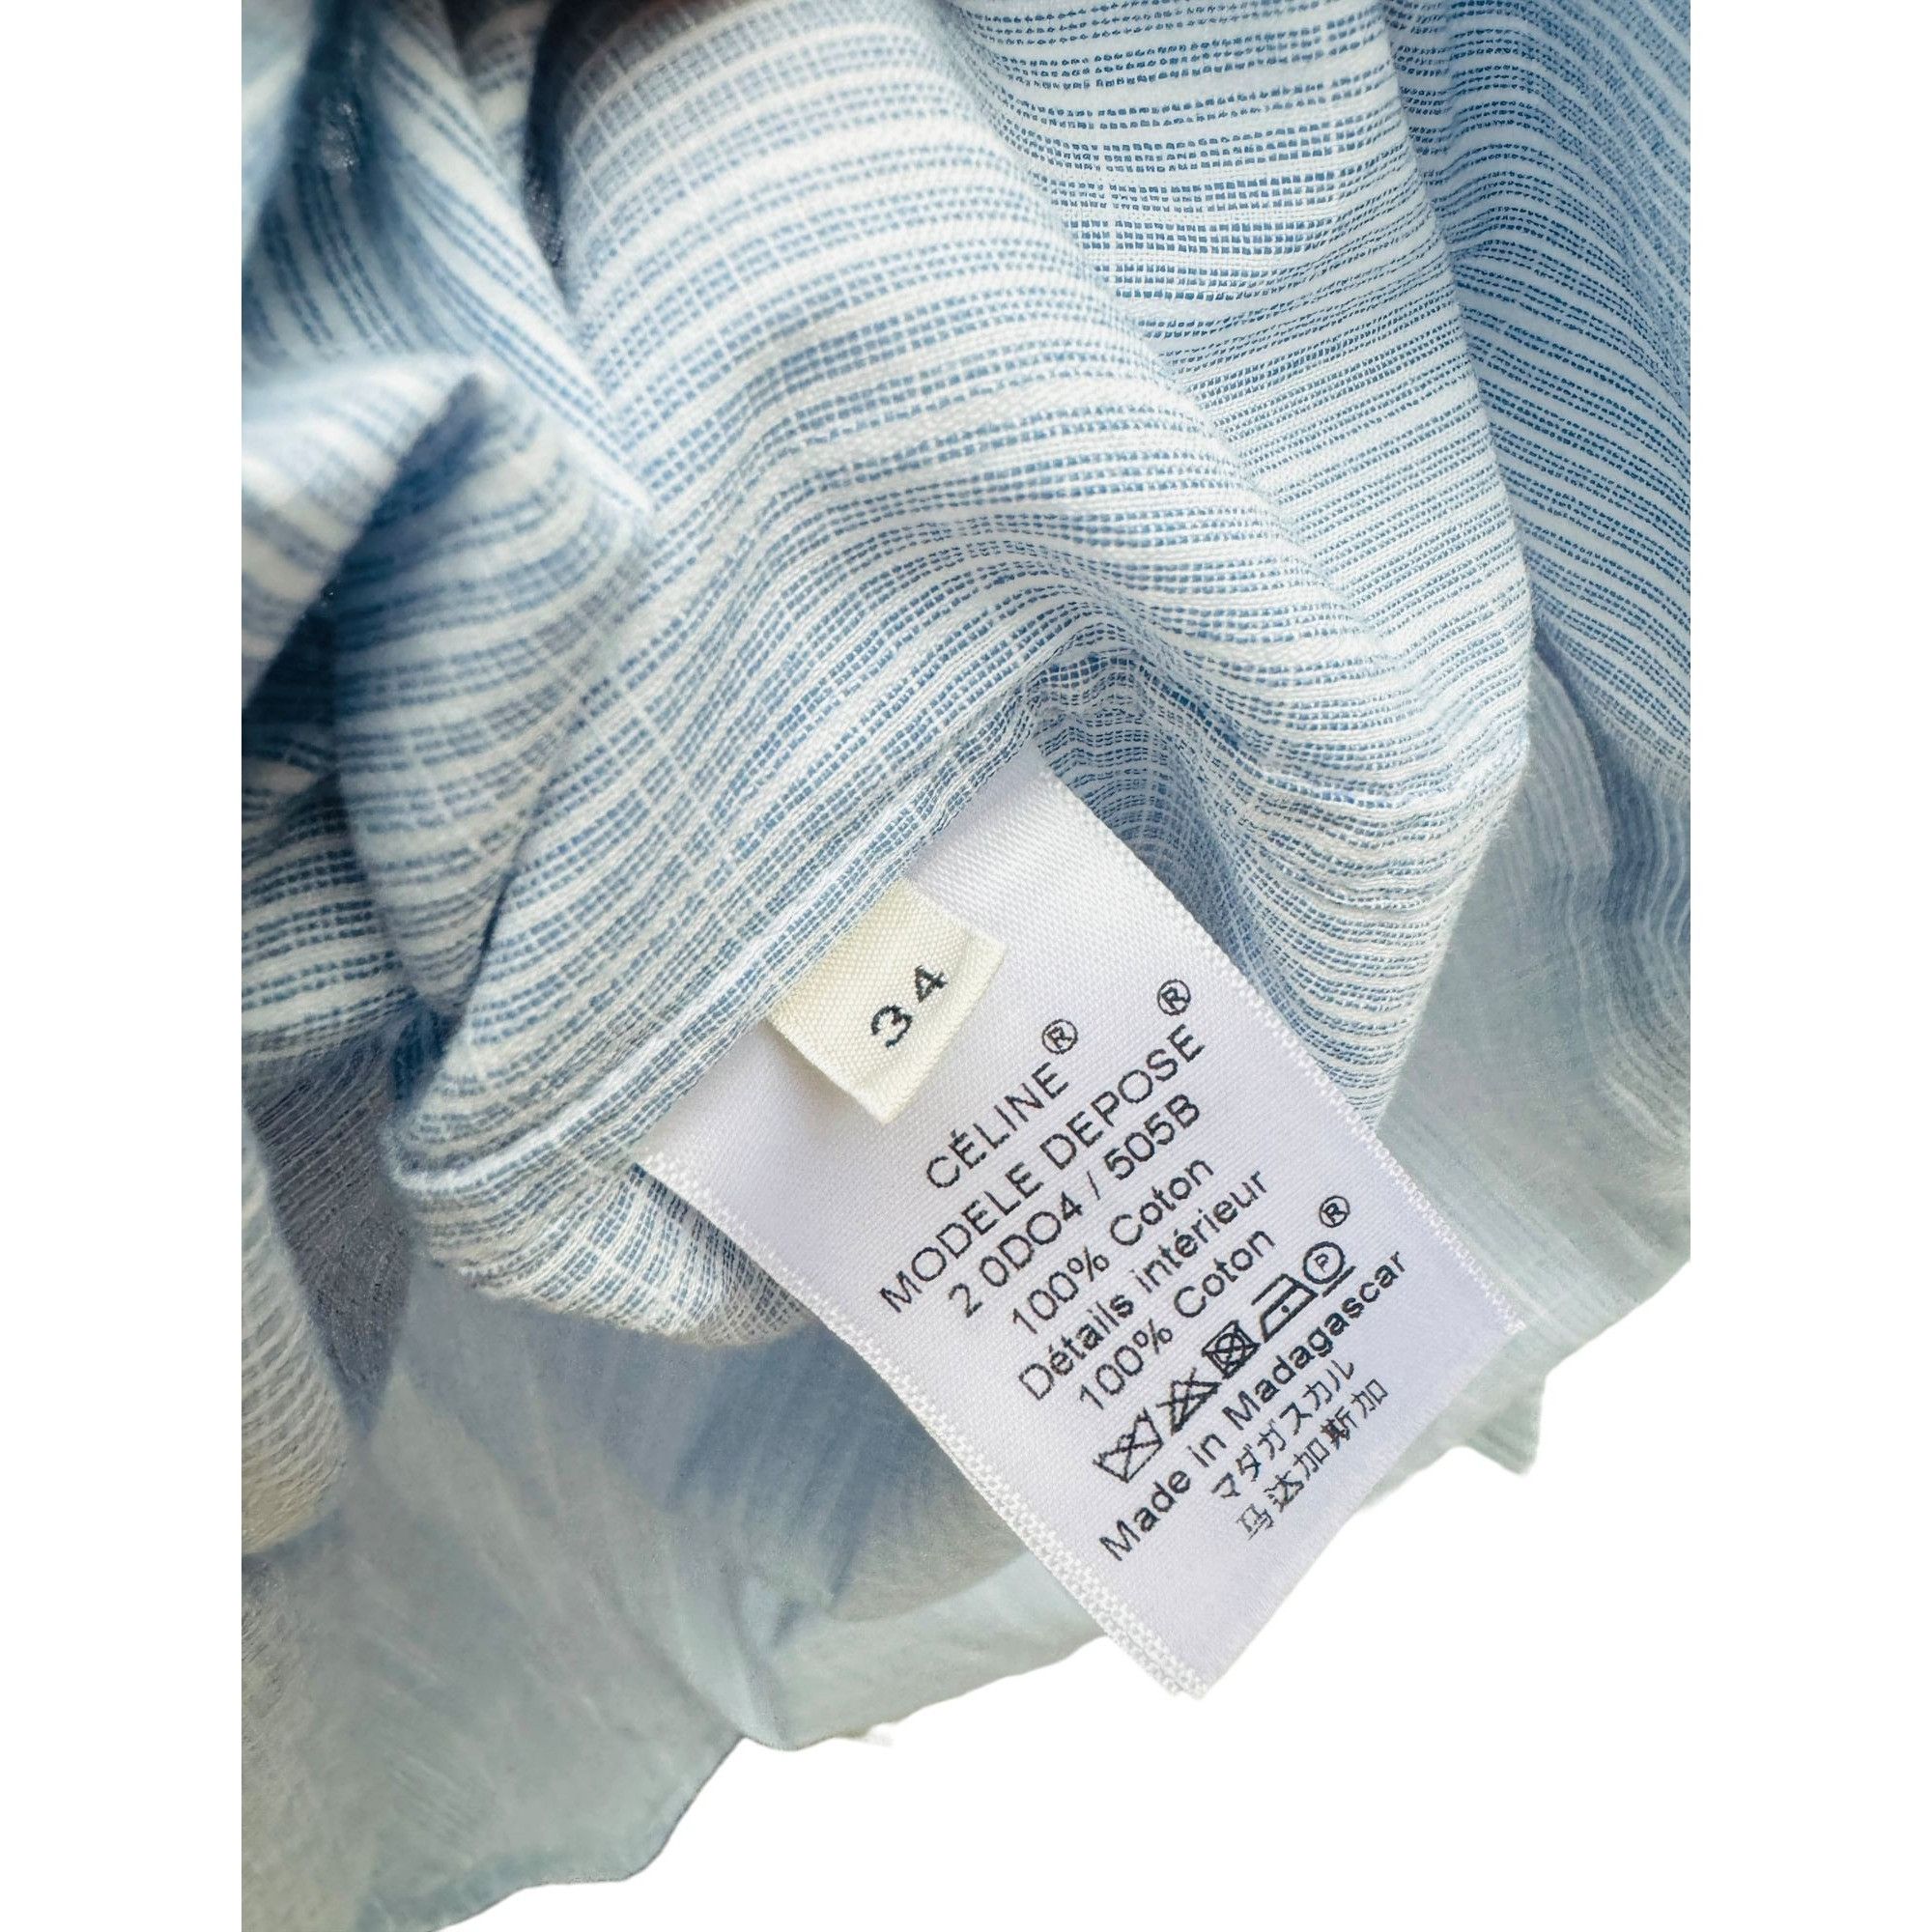 34
CÉLINE®
MODELE DEPOSE®
2 0DO4 / 505B
100% Coton
Détails intérieur
100% Coton
P ®
Made in Madagascar
マダガスカル
马达加斯加